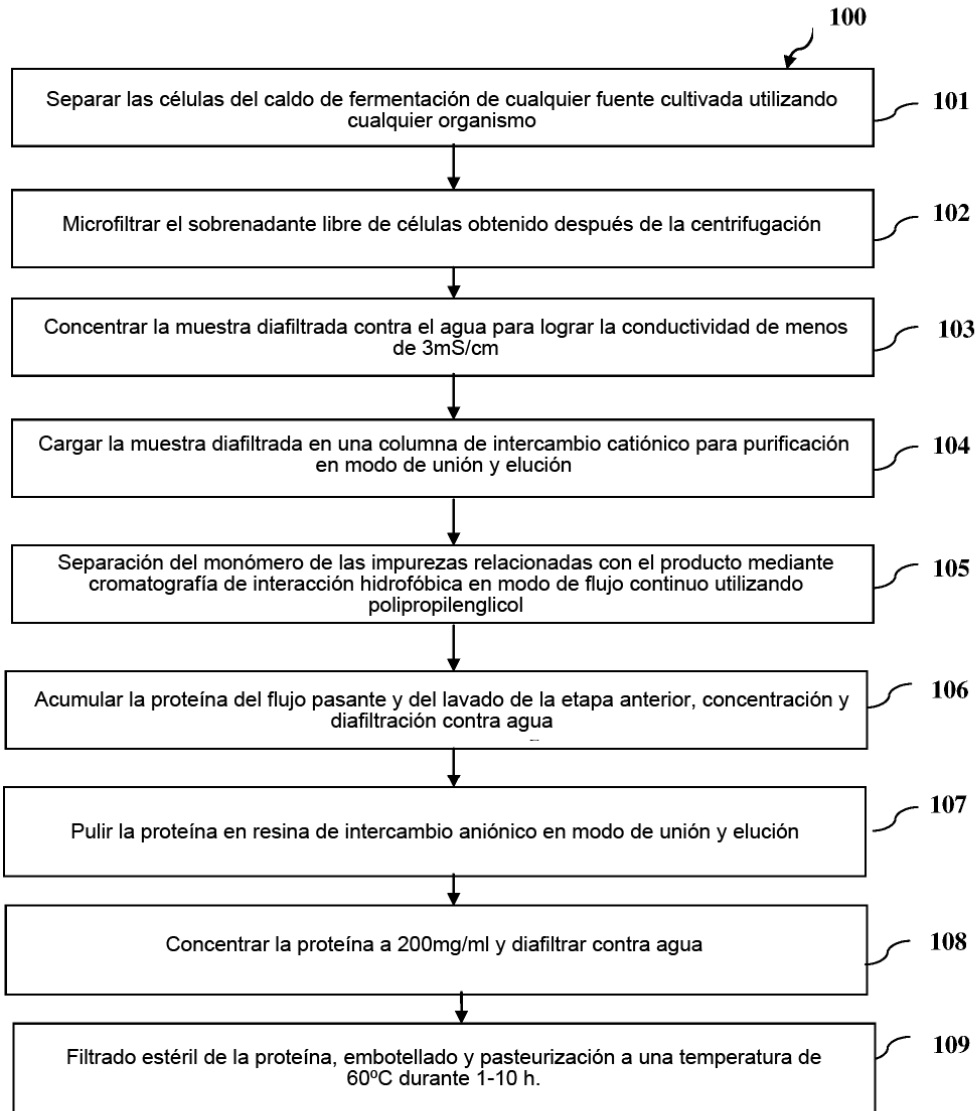 100
Separar las células del caldo de fermentación de cualquier fuente cultivada utilizando
cualquier organismo
101
Microfiltrar el sobrenadante libre de células obtenido después de la centrifugación
102
Concentrar la muestra diafiltrada contra el agua para lograr la conductividad de menos
de 3mS/cm
103
Cargar la muestra diafiltrada en una columna de intercambio catiónico para purificación
en modo de unión y elución
104
Separación del monómero de las impurezas relacionadas con el producto mediante
cromatografía de interacción hidrofóbica en modo de flujo continuo utilizando
polipropilenglicol
105
Acumular la proteína del flujo pasante y del lavado de la etapa anterior, concentración y
diafiltración contra agua
106
Pulir la proteína en resina de intercambio aniónico en modo de unión y elución
107
Concentrar la proteína a 200mg/ml y diafiltrar contra agua
108
Filtrado estéril de la proteína, embotellado y pasteurización a una temperatura de
60ºC durante 1-10 h.
109